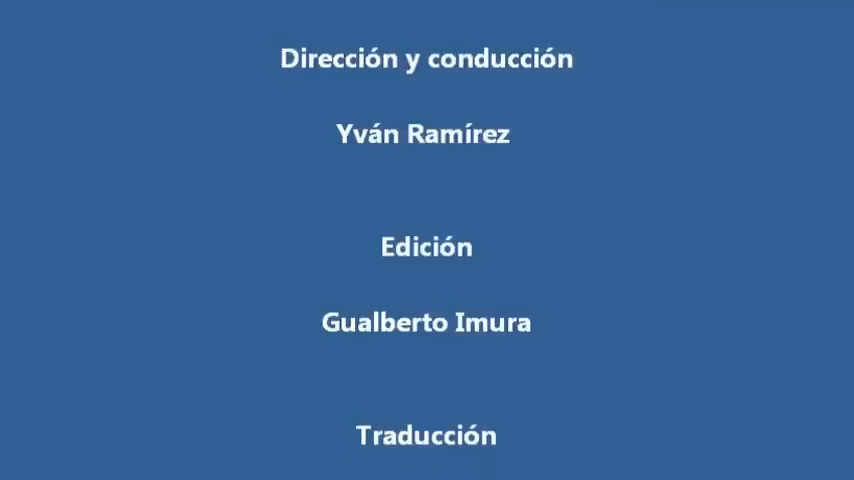 Dirección y conducción
Yván Ramírez
Edición
Gualberto Imura
Traducción